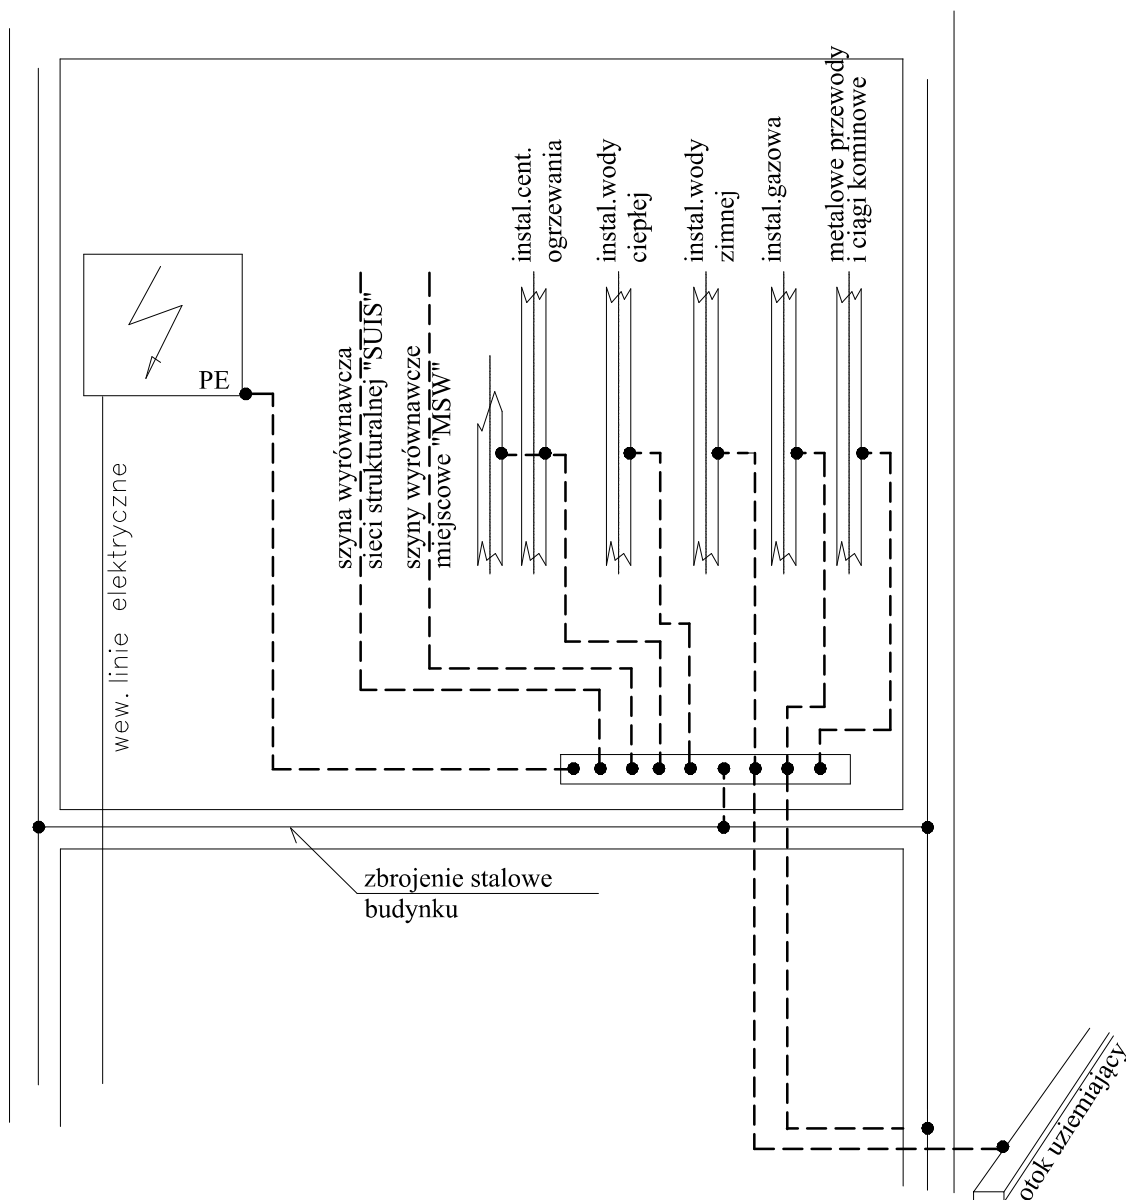 PE
wew. linie elektryczne
szyna wyrównawcza
sieci strukturalnej "SUIS"
szyny wyrównawcze
miejscowe "MSW"
instal.cent.
ogrzewania
instal.wody
ciepłej
instal.wody
zimnej
instal.gazowa
metalowe przewody
i ciągi kominowe
zbrojenie stalowe
budynku
otok uziemiający